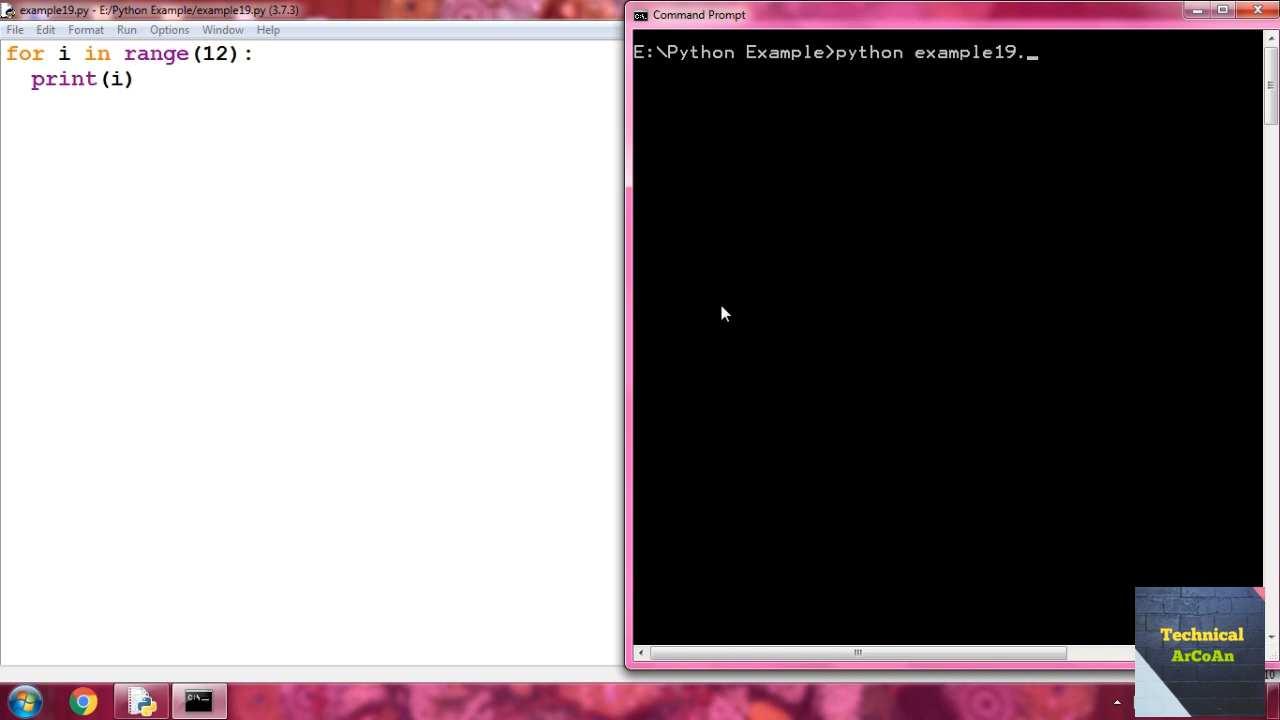 example19.py - E:/Python Example/example19.py (3.7.3)
File Edit Format Run Options Window Help
for i in range(12):
  print(i)
Command Prompt
E:\Python Example>python example19._
Technical
ArCoAn
10